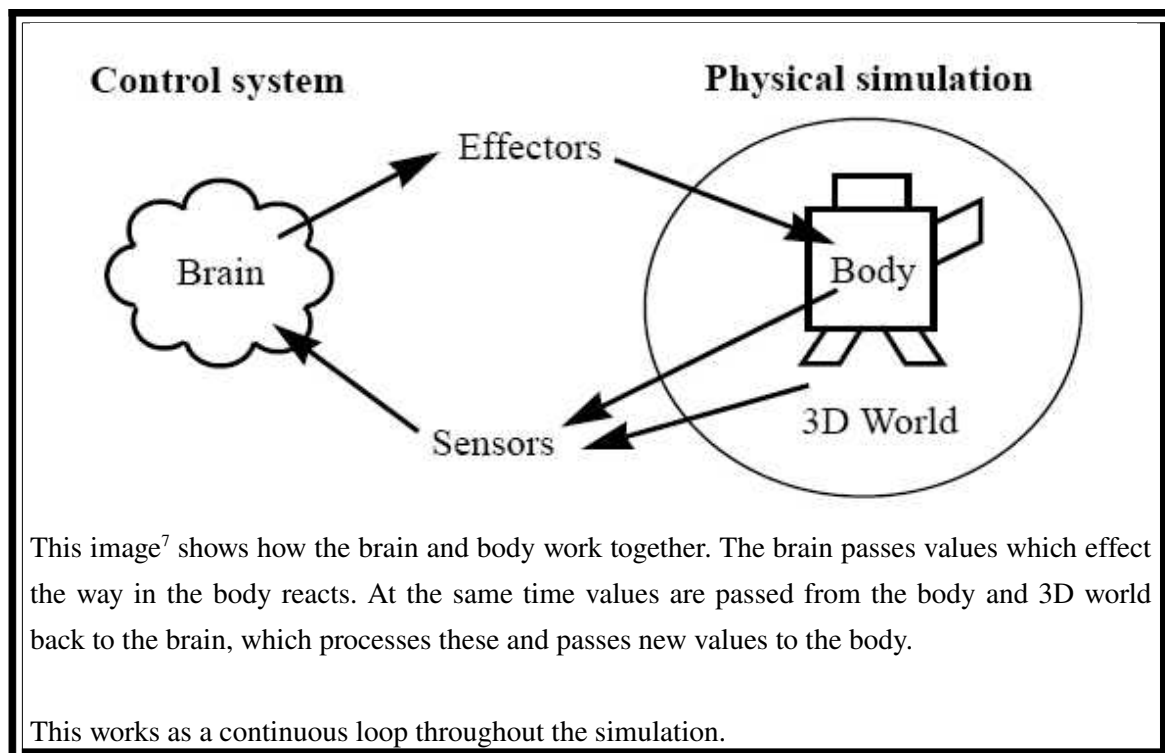 Control system
Physical simulation
Effectors
Brain
Body
3D World
Sensors
This image7 shows how the brain and body work together. The brain passes values which effect
the way in the body reacts. At the same time values are passed from the body and 3D world
back to the brain, which processes these and passes new values to the body.
This works as a continuous loop throughout the simulation.